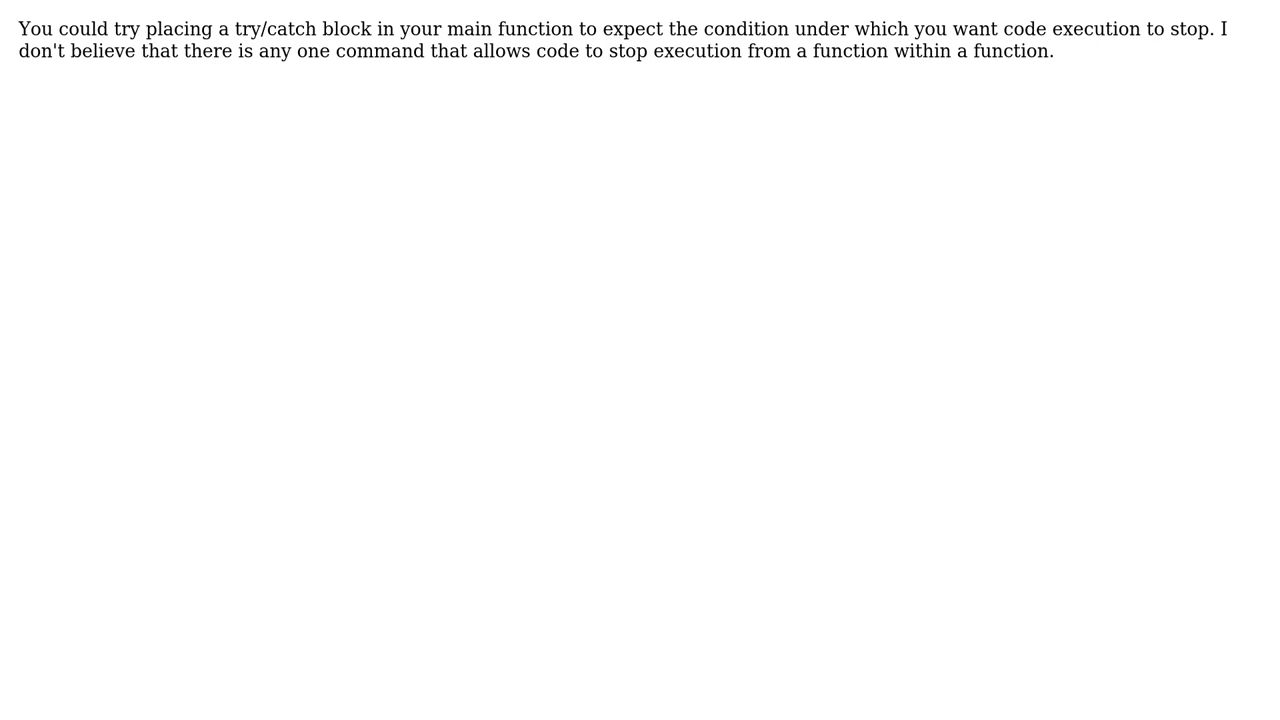 You could try placing a try/catch block in your main function to expect the condition under which you want code execution to stop. I
don't believe that there is any one command that allows code to stop execution from a function within a function.